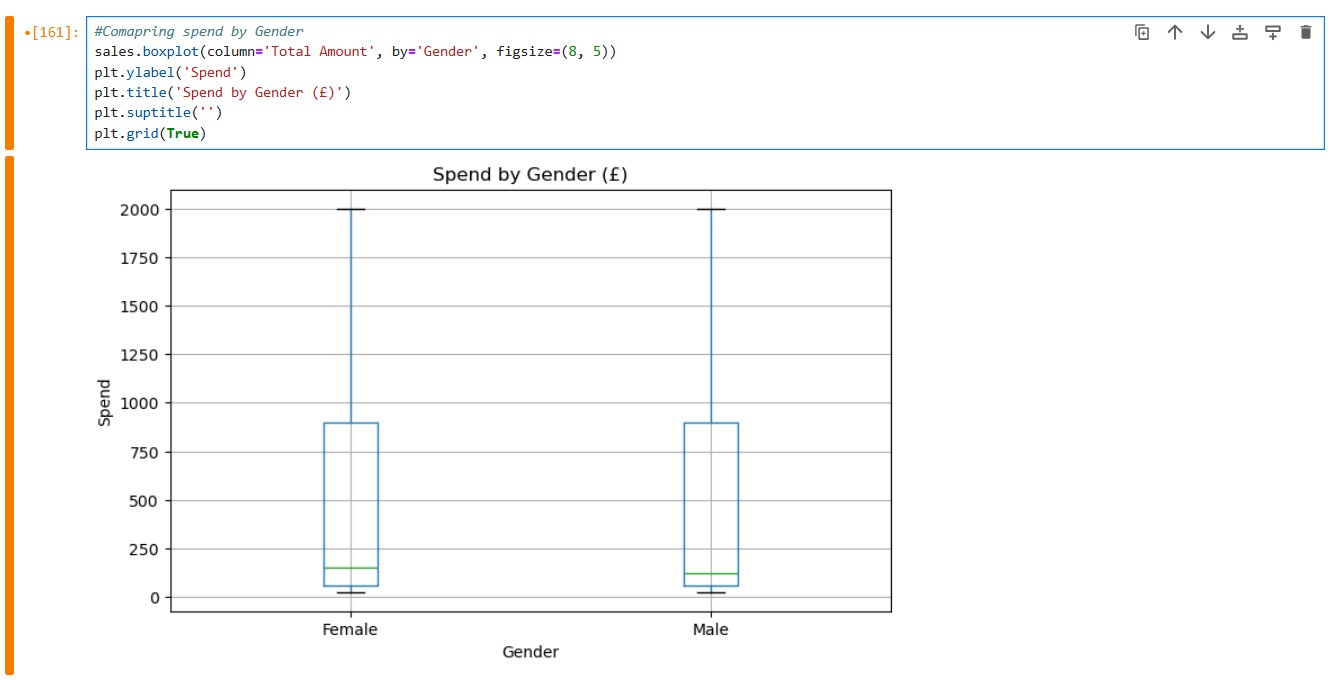 •[161]:
#Comapring spend by Gender
sales.boxplot(column='Total Amount', by='Gender', figsize=(8, 5))
plt.ylabel('Spend')
plt.title('Spend by Gender (£)')
plt.suptitle('')
plt.grid(True)
Spend by Gender (£)
2000
1750
1500
1250
1000
750
500
250
0
Spend
Female
Male
Gender